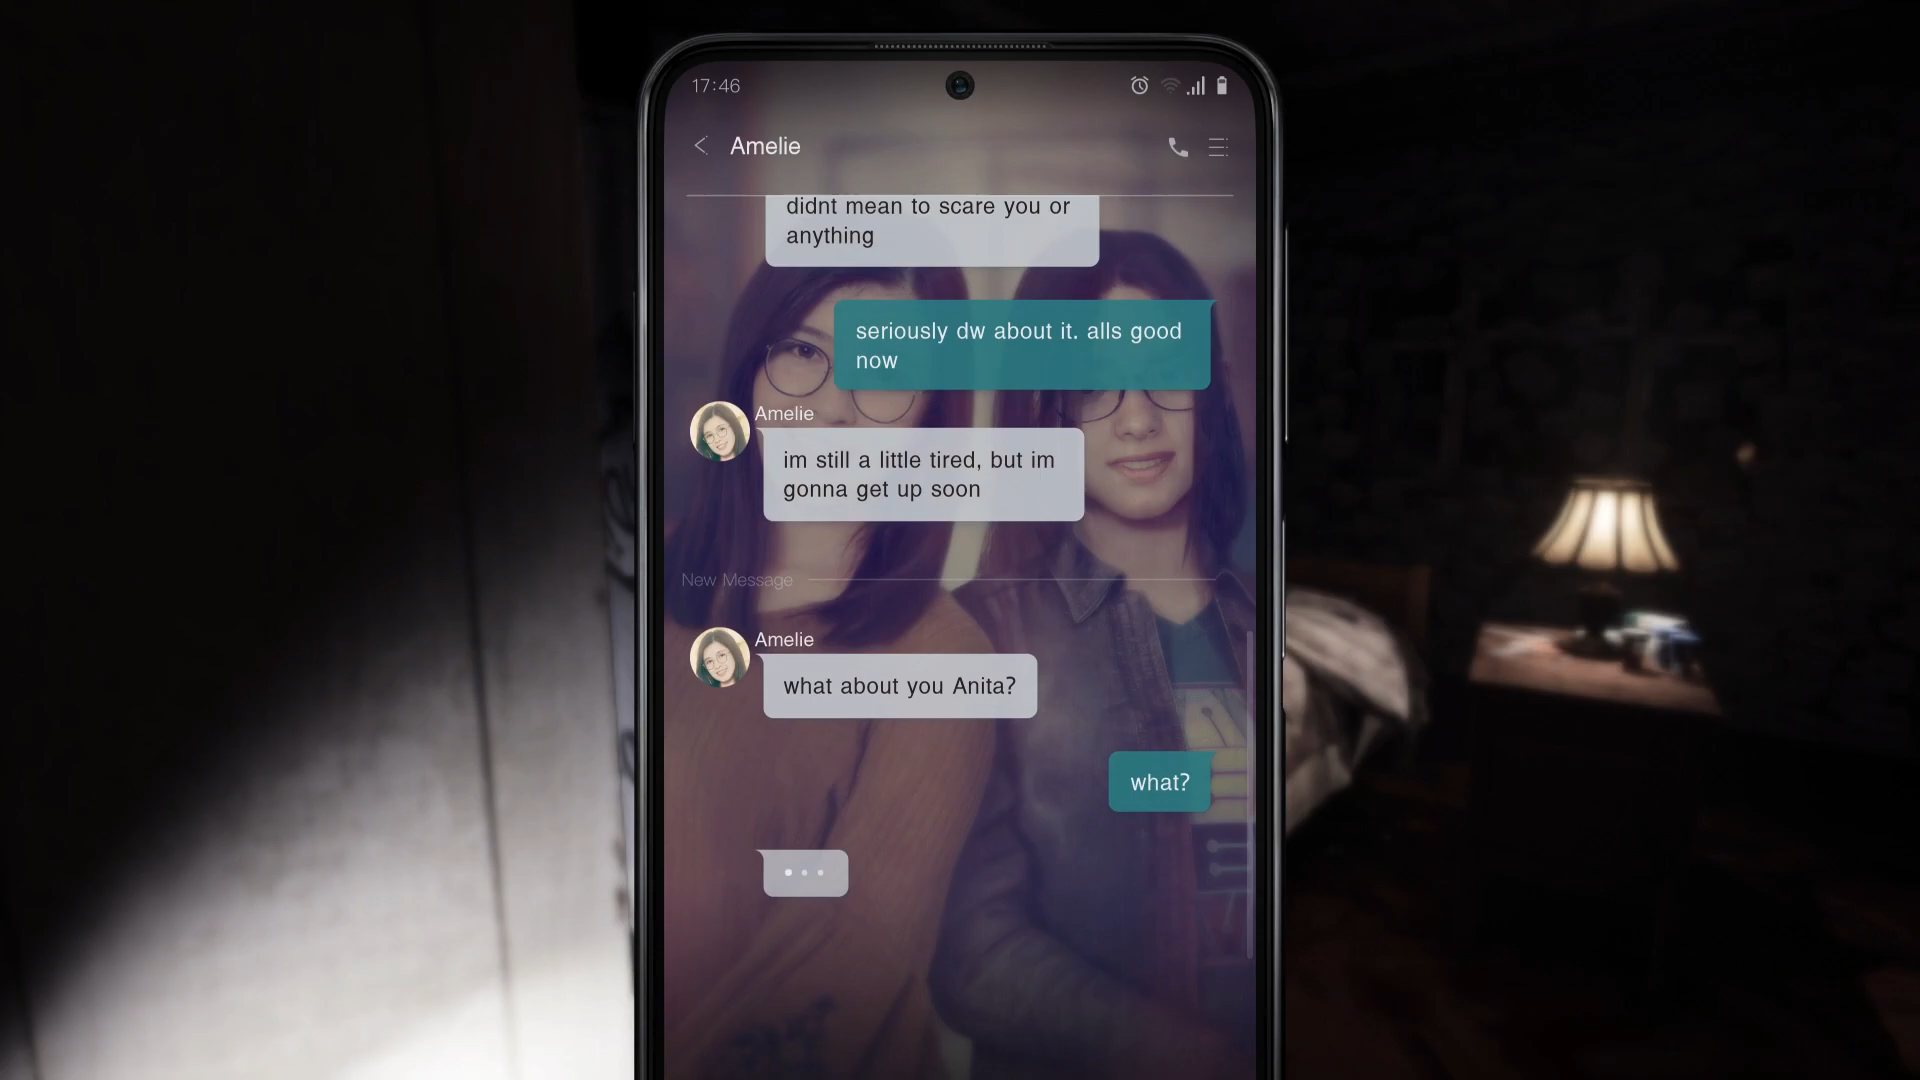 17:46
Amelie
didnt mean to scare you or
anything
seriously dw about it. alls good
now
Amelie
im still a little tired, but im
gonna get up soon
New Message
Amelie
what about you Anita?
what?